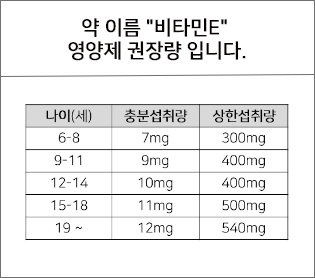 약 이름 "비타민E"
영양제 권장량 입니다.
나이(세) 충분섭취량 상한섭취량
6-8 7mg 300mg
9-11 9mg 400mg
12-14 10mg 400mg
15-18 11mg 500mg
19 ~ 12mg 540mg